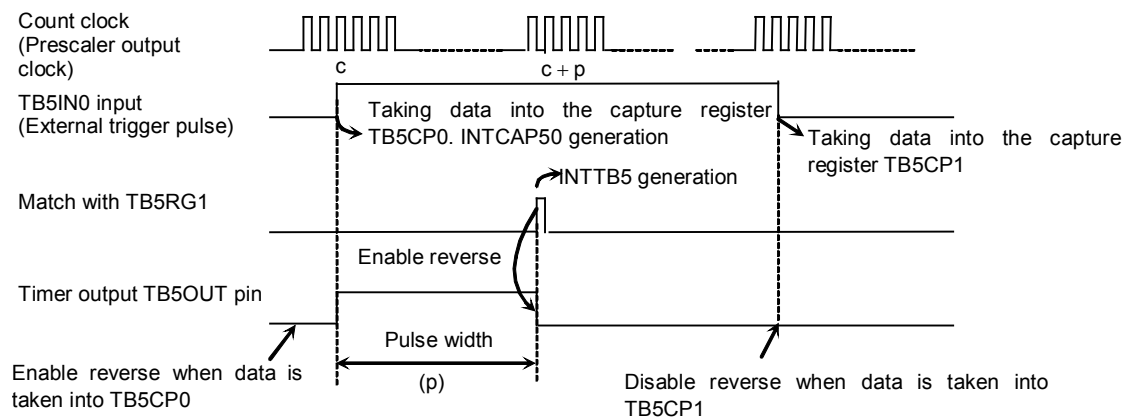 Count clock
(Prescaler output
clock)
c
c + p
TB5IN0 input
(External trigger pulse)
Taking data into the capture register
TB5CP0. INTCAP50 generation
Taking data into the capture
register TB5CP1
INTTB5 generation
Match with TB5RG1
Enable reverse
Timer output TB5OUT pin
Pulse width
(p)
Enable reverse when data is
taken into TB5CP0
Disable reverse when data is taken into
TB5CP1